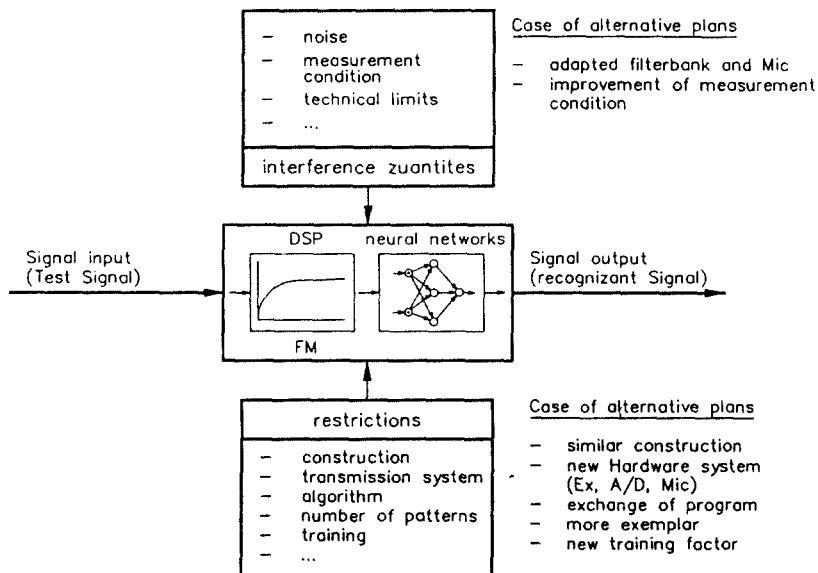 - noise
- measurement
condition
- technical limits
- ...
interference zuantites
Case of alternative plans
- adapted filterbank and Mic
- improvement of measurement
condition
Signal input
(Test Signal)
DSP
neural networks
FM
Signal output
(recognizant Signal)
restrictions
- construction
- transmission system
- algorithm
- number of patterns
- training
- ...
Case of alternative plans
- similar construction
- new Hardware system
(Ex, A/D, Mic)
- exchange of program
- more exemplar
- new training factor